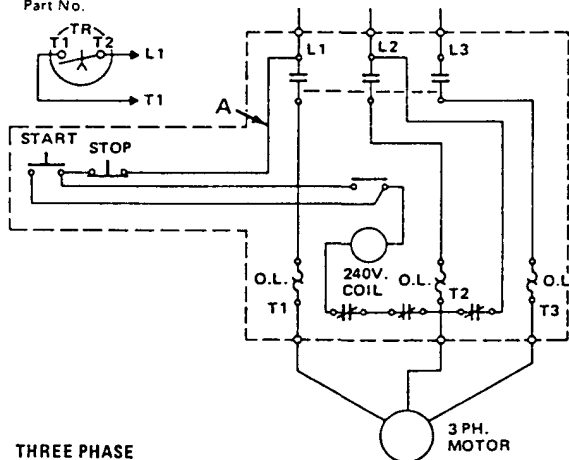 Part No.
TR
T1 T2
L1
T1
L1
L2
L3
A
START
STOP
240V.
COIL
O.L.
T1
O.L.
T2
O.L
T3
3 PH.
MOTOR
THREE PHASE